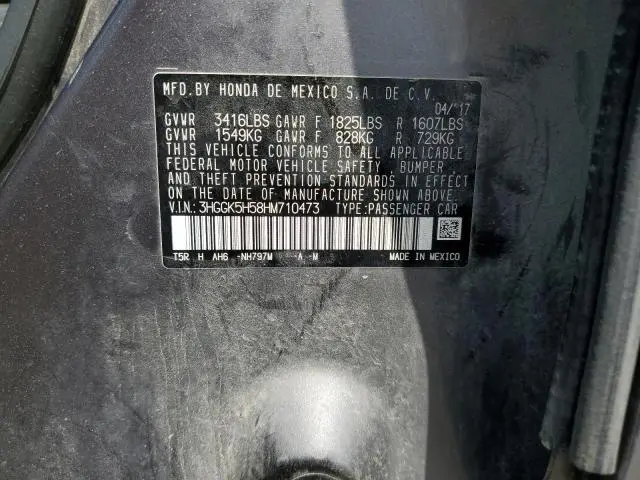 MFD. BY HONDA DE MEXICO S.A. DE C.V.
04/'17
GVWR 3416LBS GAWR F 1825LBS R 1607LBS
GVWR 1549KG GAWR F 828KG R 729KG
THIS VEHICLE CONFORMS TO ALL APPLICABLE
FEDERAL MOTOR VEHICLE SAFETY, BUMPER,
AND THEFT PREVENTION STANDARDS IN EFFECT
ON THE DATE OF MANUFACTURE SHOWN ABOVE.
V.I.N.: 3HGGK5H58HM710473 TYPE: PASSENGER CAR
T5R H AH6 -NH797M A -M MADE IN MEXICO